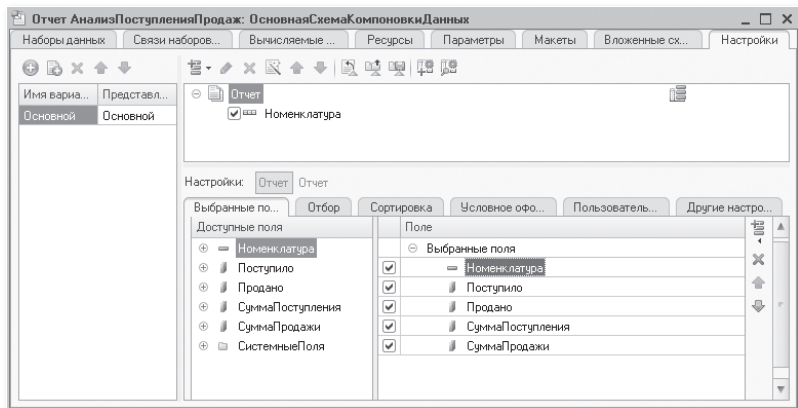 Отчет АнализПоступленияПродаж: ОсновнаяСхемаКомпоновкиДанных
Наборы данных Связи наборов... Вычисляемые ... Ресурсы Параметры Макеты Вложенные сх... Настройки
Имя вариа... Представл...
Основной Основной
Отчет
Номенклатура
Настройки: Отчет Отчет
Выбранные по... Отбор Сортировка Условное офо... Пользователь... Другие настро...
Доступные поля Поле
Номенклатура Выбранные поля
Поступило Номенклатура
Продано Поступило
СуммаПоступления Продано
СуммаПродажи СуммаПоступления
СистемныеПоля СуммаПродажи